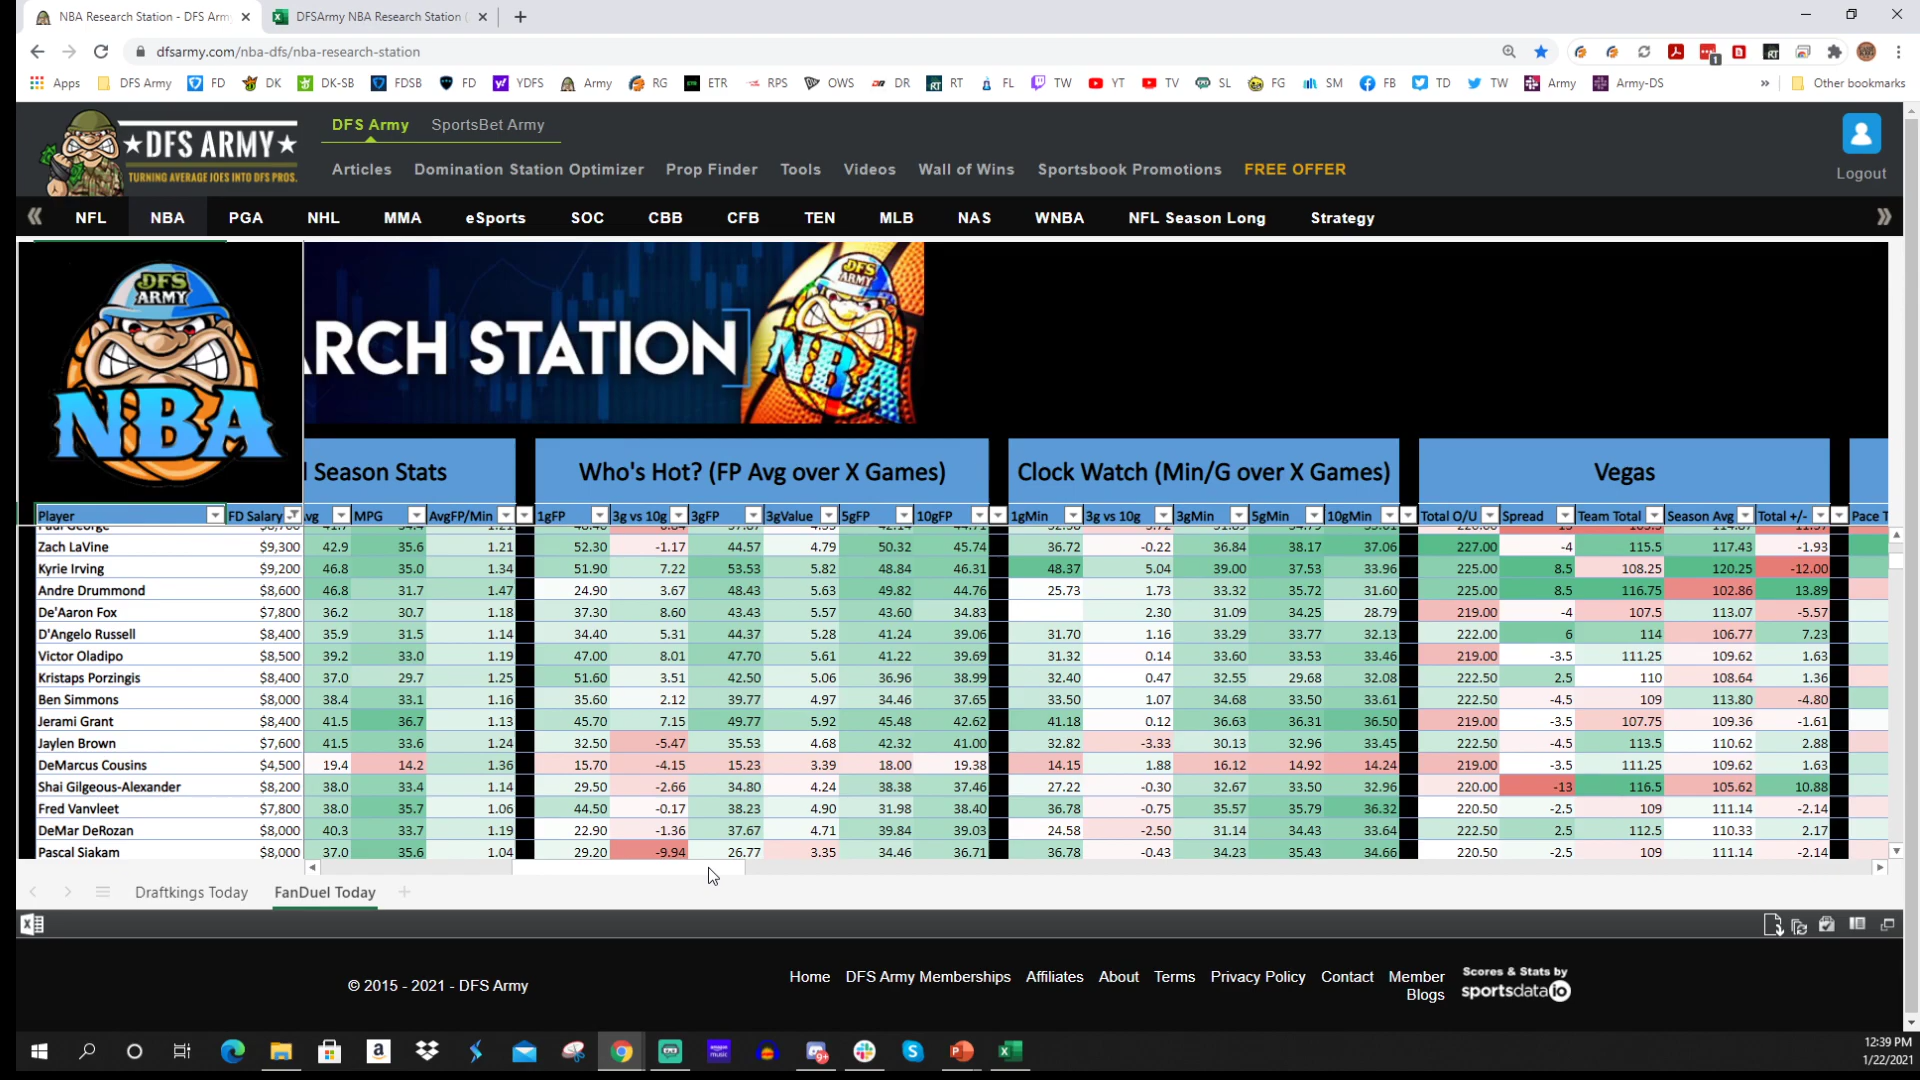 NBA Research Station - DFS Arm
DFSArmy NBA Research Station (
dfsarmy.com/nba-dfs/nba-research-station
Apps DFS Army FD DK DK-SB FDSB FD YDFS Army RG ETR RPS OWS DR RT FL TW YT TV SL FG SM FB TD TW Army Army-DS » Other bookmarks
DFS Army SportsBet Army
★DFS ARMY★
TURNING AVERAGE JOES INTO DFS PROS.
Articles Domination Station Optimizer Prop Finder Tools Videos Wall of Wins Sportsbook Promotions FREE OFFER
Logout
NFL NBA PGA NHL MMA eSports SOC CBB CFB TEN MLB NAS WNBA NFL Season Long Strategy
DFS ARMY NBA
ARCH STATION
DFS ARMY NBA
l Season Stats Who's Hot? (FP Avg over X Games) Clock Watch (Min/G over X Games) Vegas
Player FD Salary vg MPG AvgFP/Min 1gFP 3g vs 10g 3gFP 3gValue 5gFP 10gFP 1gMin 3g vs 10g 3gMin 5gMin 10gMin Total O/U Spread Team Total Season Avg Total +/- Pace T
Paul George
Zach LaVine $9,300 42.9 35.6 1.21 52.30 -1.17 44.57 4.79 50.32 45.74 36.72 -0.22 36.84 38.17 37.06 227.00 -4 115.5 117.43 -1.93
Kyrie Irving $9,200 46.8 35.0 1.34 51.90 7.22 53.53 5.82 48.84 46.31 48.37 5.04 39.00 37.53 33.96 225.00 8.5 108.25 120.25 -12.00
Andre Drummond $8,600 46.8 31.7 1.47 24.90 3.67 48.43 5.63 49.82 44.76 25.73 1.73 33.32 35.72 31.60 225.00 8.5 116.75 102.86 13.89
De'Aaron Fox $7,800 36.2 30.7 1.18 37.30 8.60 43.43 5.57 43.60 34.83 2.30 31.09 34.25 28.79 219.00 -4 107.5 113.07 -5.57
D'Angelo Russell $8,400 35.9 31.5 1.14 34.40 5.31 44.37 5.28 41.24 39.06 31.70 1.16 33.29 33.77 32.13 222.00 6 114 106.77 7.23
Victor Oladipo $8,500 39.2 33.0 1.19 47.00 8.01 47.70 5.61 41.22 39.69 31.32 0.14 33.60 33.53 33.46 219.00 -3.5 111.25 109.62 1.63
Kristaps Porzingis $8,400 37.0 29.7 1.25 51.60 3.51 42.50 5.06 36.96 38.99 32.40 0.47 32.55 29.68 32.08 222.50 2.5 110 108.64 1.36
Ben Simmons $8,000 38.4 33.1 1.16 35.60 2.12 39.77 4.97 34.46 37.65 33.50 1.07 34.68 33.50 33.61 222.50 -4.5 109 113.80 -4.80
Jerami Grant $8,400 41.5 36.7 1.13 45.70 7.15 49.77 5.92 45.48 42.62 41.18 0.12 36.63 36.31 36.50 219.00 -3.5 107.75 109.36 -1.61
Jaylen Brown $7,600 41.5 33.6 1.24 32.50 -5.47 35.53 4.68 42.32 41.00 32.82 -3.33 30.13 32.96 33.45 222.50 -4.5 113.5 110.62 2.88
DeMarcus Cousins $4,500 19.4 14.2 1.36 15.70 -4.15 15.23 3.39 18.00 19.38 14.15 1.88 16.12 14.92 14.24 219.00 -3.5 111.25 109.62 1.63
Shai Gilgeous-Alexander $8,200 38.0 33.4 1.14 29.50 -2.66 34.80 4.24 38.38 37.46 27.22 -0.30 32.67 33.50 32.96 220.00 -13 116.5 105.62 10.88
Fred Vanvleet $7,800 38.0 35.7 1.06 44.50 -0.17 38.23 4.90 31.98 38.40 36.78 -0.75 35.57 35.79 36.32 220.50 -2.5 109 111.14 -2.14
DeMar DeRozan $8,000 40.3 33.7 1.19 22.90 -1.36 37.67 4.71 39.84 39.03 24.58 -2.50 31.14 34.43 33.64 222.50 2.5 112.5 110.33 2.17
Pascal Siakam $8,000 37.0 35.6 1.04 29.20 -9.94 26.77 3.35 34.46 36.71 36.78 -0.43 34.23 35.43 34.66 220.50 -2.5 109 111.14 -2.14
Draftkings Today FanDuel Today
© 2015 - 2021 - DFS Army
Home DFS Army Memberships Affiliates About Terms Privacy Policy Contact Member Blogs
Scores & Stats by
sportsdataio
12:39 PM
1/22/2021